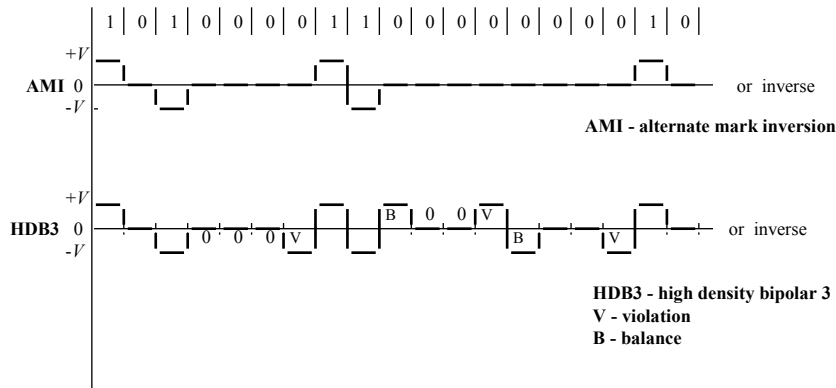 1 0 1 0 0 0 0 1 1 0 0 0 0 0 0 0 0 1 0
+V
AMI 0 or inverse
-V
AMI - alternate mark inversion
+V
B 0 0 V
HDB3 0 or inverse
0 0 0 V B V
-V
HDB3 - high density bipolar 3
V - violation
B - balance